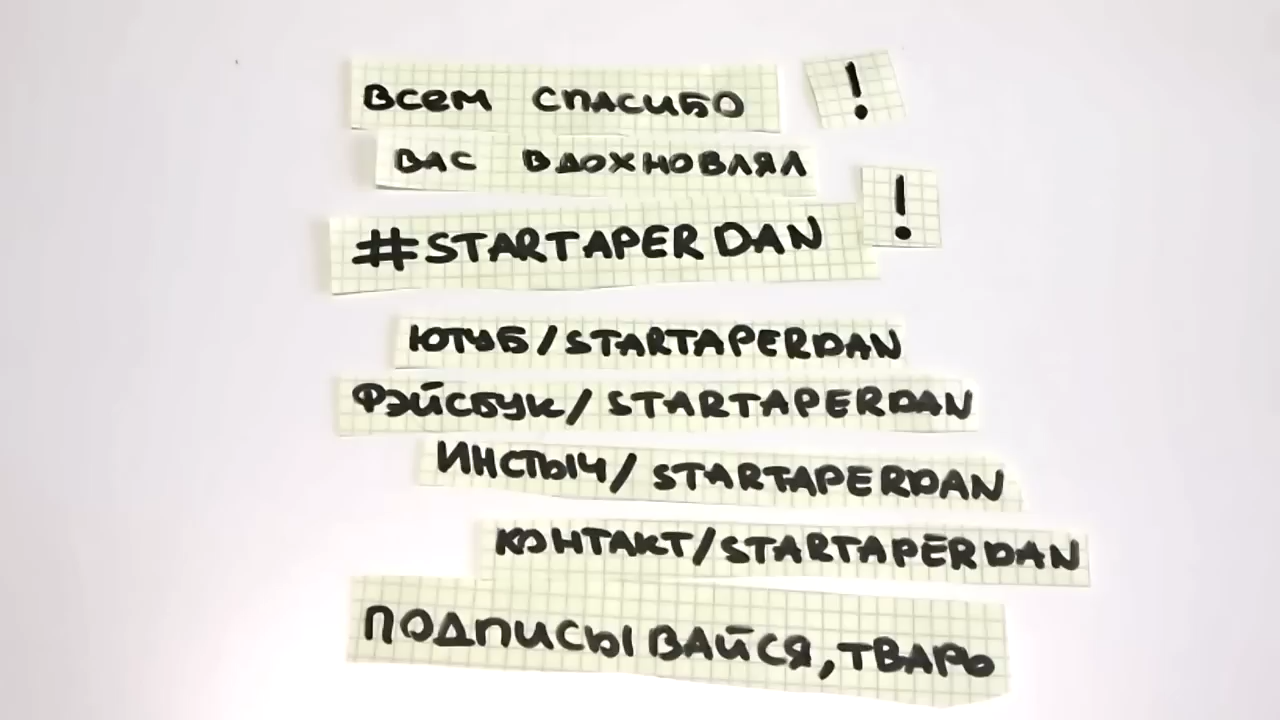 ВСЕМ СПАСИБО !
ВАС ВДОХНОВЛЯЛ
#STARTAPERDAN !
ЮТУБ/STARTAPERDAN
ФЭЙСБУК/STARTAPERDAN
ИНСТЫЧ/STARTAPERDAN
КОНТАКТ/STARTAPERDAN
ПОДПИСЫВАЙСЯ, ТВАРЬ